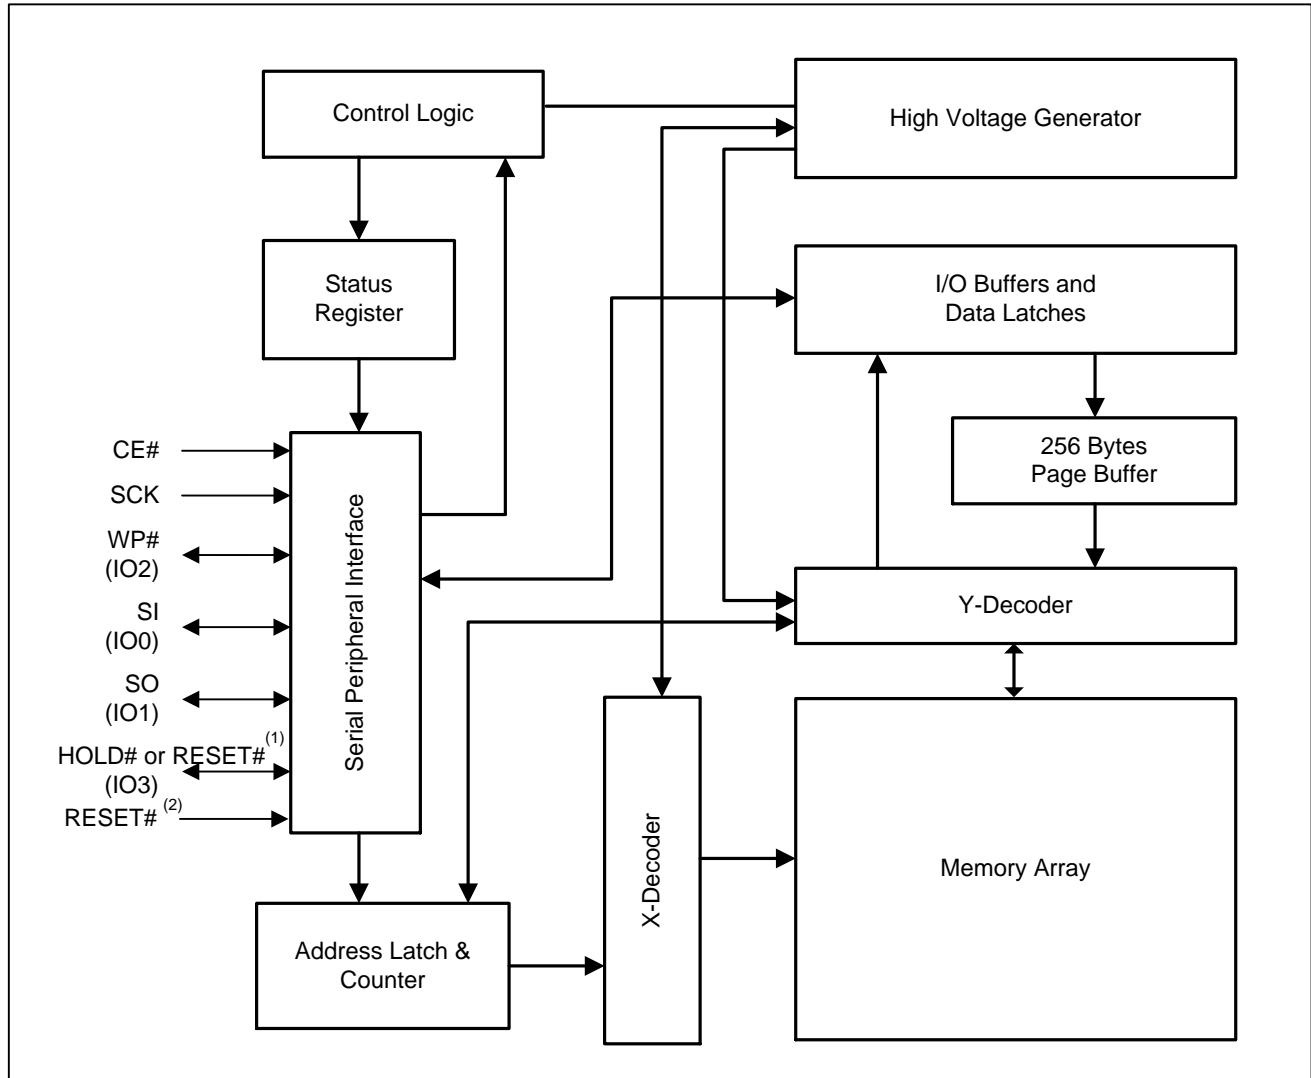 Control Logic
High Voltage Generator
Status
Register
I/O Buffers and
Data Latches
256 Bytes
Page Buffer
Y-Decoder
CE#
SCK
WP#
(IO2)
SI
(IO0)
SO
(IO1)
HOLD# or RESET# (1)
(IO3)
RESET# (2)
Serial Peripheral Interface
X-Decoder
Memory Array
Address Latch &
Counter